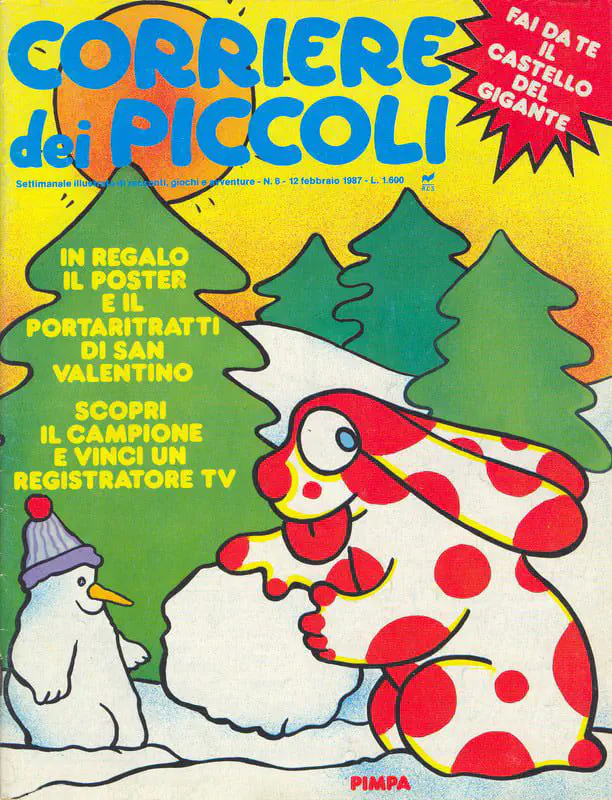 CORRIERE
dei PICCOLI
FAI DA TE
IL
CASTELLO
DEL
GIGANTE
Settimanale illustrato di racconti, giochi e avventure - N. 6 - 12 febbraio 1987 - L. 1.600
RCS
IN REGALO
IL POSTER
E IL
PORTARITRATTI
DI SAN
VALENTINO
SCOPRI
IL CAMPIONE
E VINCI UN
REGISTRATORE TV
PIMPA